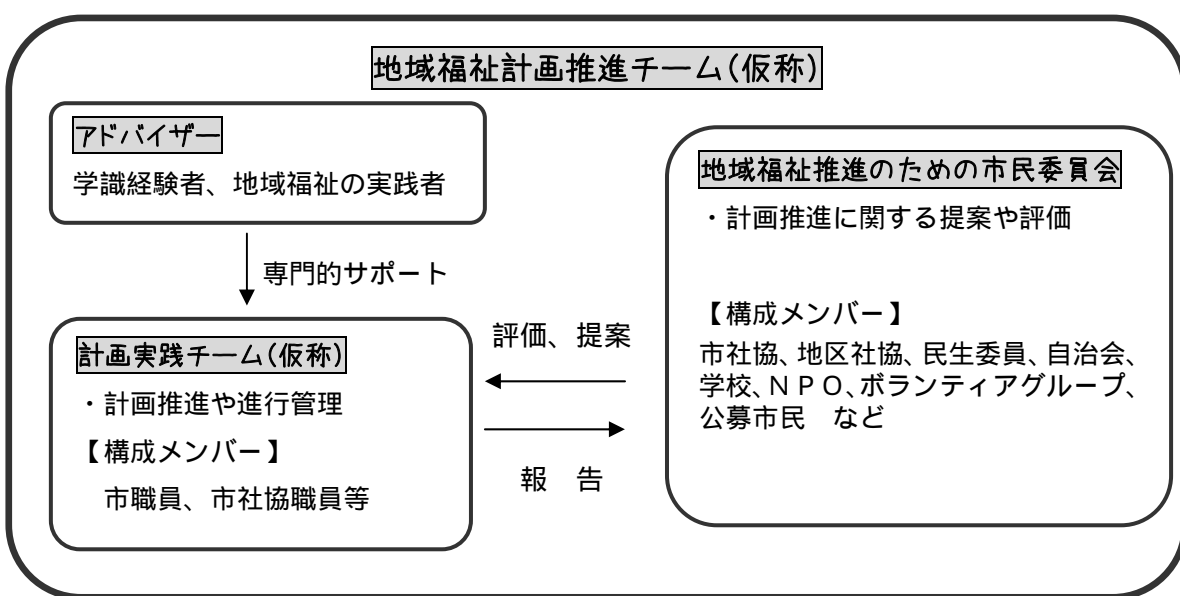 地域福祉計画推進チーム(仮称)
アドバイザー
学識経験者、地域福祉の実践者
専門的サポート
計画実践チーム(仮称)
・計画推進や進行管理
【構成メンバー】
市職員、市社協職員等
評価、提案
報　告
地域福祉推進のための市民委員会
・計画推進に関する提案や評価
【構成メンバー】
市社協、地区社協、民生委員、自治会、
学校、ＮＰＯ、ボランティアグループ、
公募市民　など